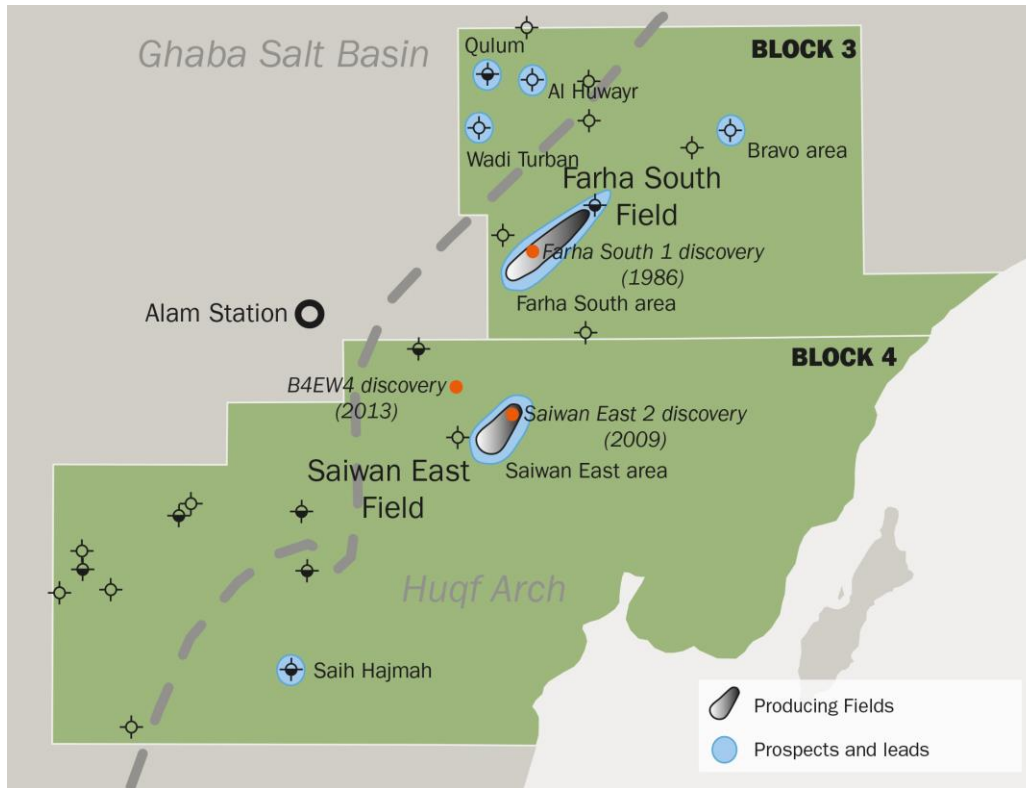 Ghaba Salt Basin
Qulum
BLOCK 3
Al Huwayr
Wadi Turban
Bravo area
Farha South
Field
Farha South 1 discovery
(1986)
Farha South area
Alam Station
BLOCK 4
B4EW4 discovery
(2013)
Saiwan East 2 discovery
(2009)
Saiwan East area
Saiwan East
Field
Huqf Arch
Saih Hajmah
Producing Fields
Prospects and leads